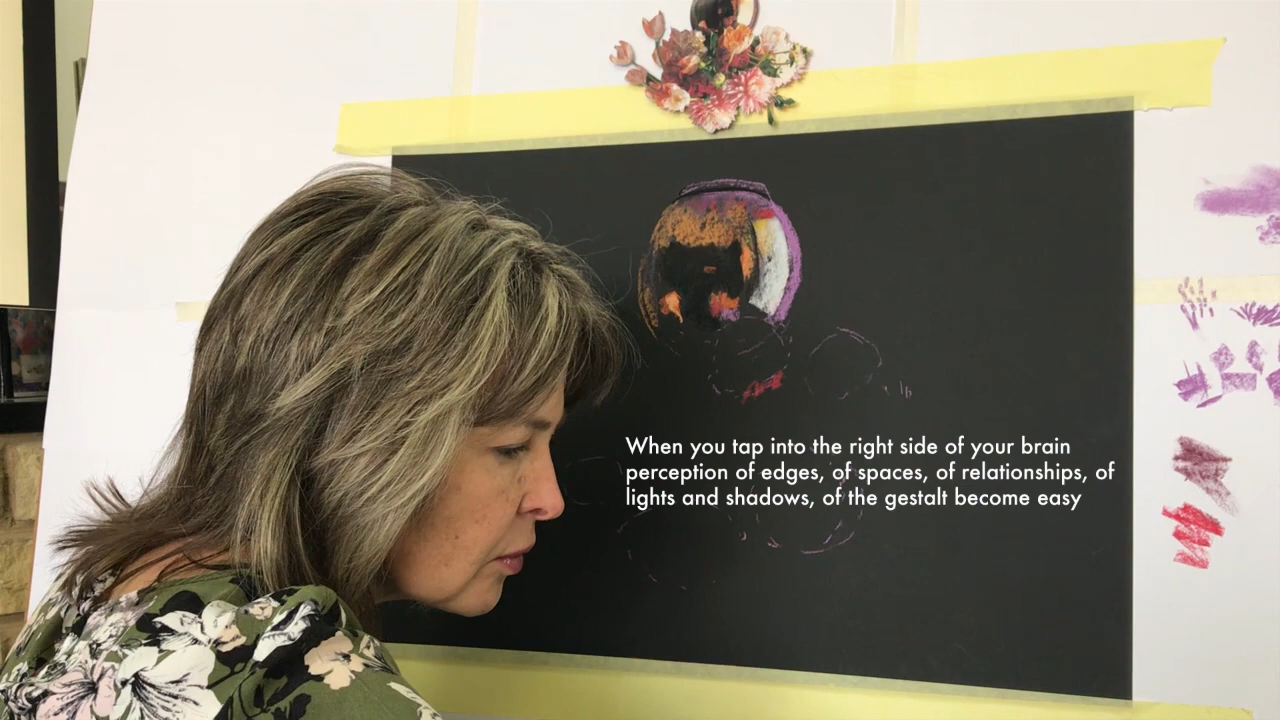 When you tap into the right side of your brain
perception of edges, of spaces, of relationships, of
lights and shadows, of the gestalt become easy